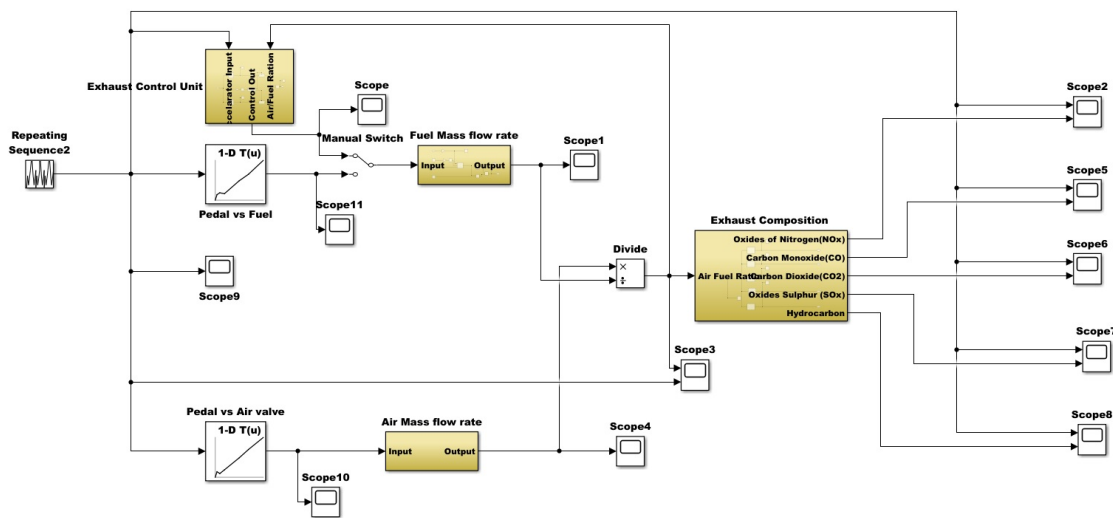 Exhaust Control Unit
ccelarator Input
Control Out
Air/Fuel Ration
Scope
Repeating
Sequence2
1-D T(u)
Pedal vs Fuel
Manual Switch
Scope11
Fuel Mass flow rate
Input
Output
Scope1
Scope9
Divide
×
÷
Exhaust Composition
Oxides of Nitrogen(NOx)
Carbon Monoxide(CO)
Air Fuel Ratio
Carbon Dioxide(CO2)
Oxides Sulphur (SOx)
Hydrocarbon
Scope2
Scope5
Scope6
Scope7
Scope8
Scope3
Pedal vs Air valve
1-D T(u)
Scope10
Air Mass flow rate
Input
Output
Scope4